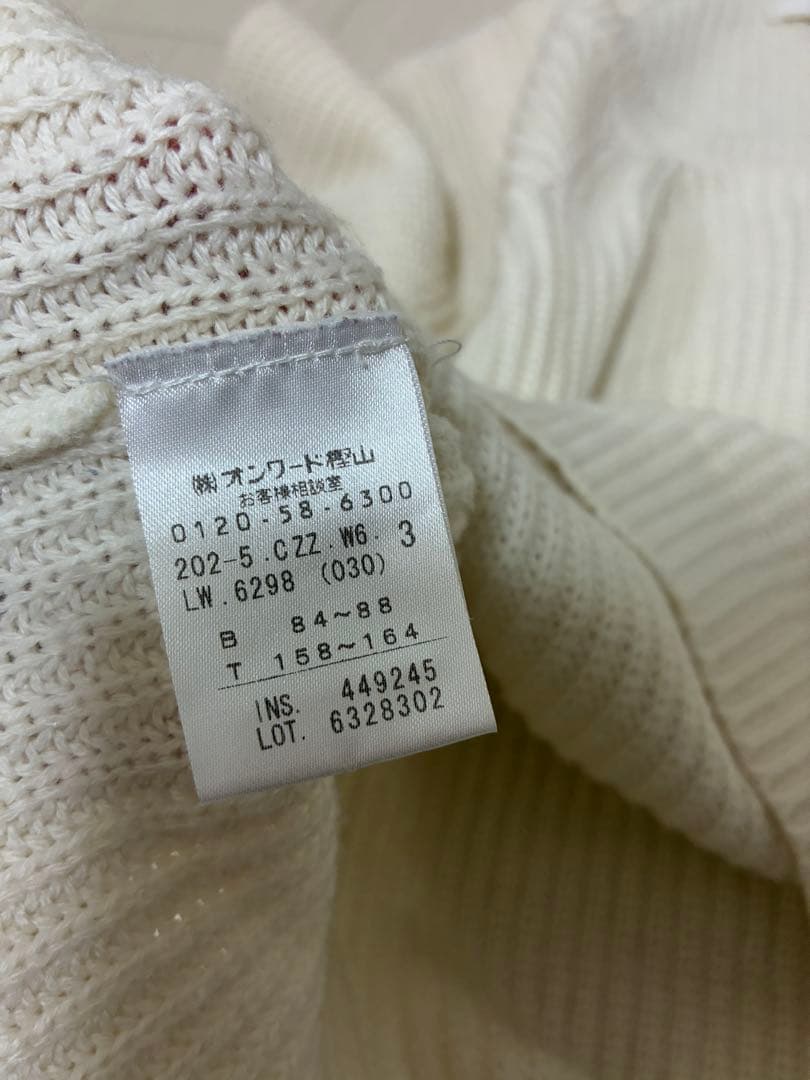 ㈱オンワード樫山
お客様相談室
0120-58-6300
202-5.CZZ.W6.3
LW.6298 (030)
B 84~88
T 158~164
INS. 449245
LOT. 6328302